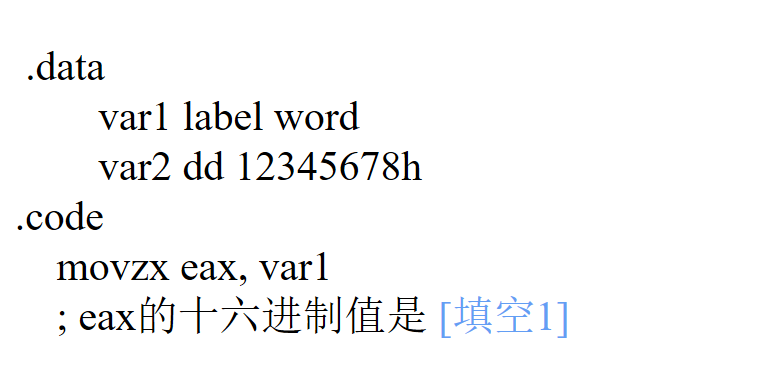 .data
var1 label word
var2 dd 12345678h
.code
movzx eax, var1
; eax的十六进制值是 [填空1]